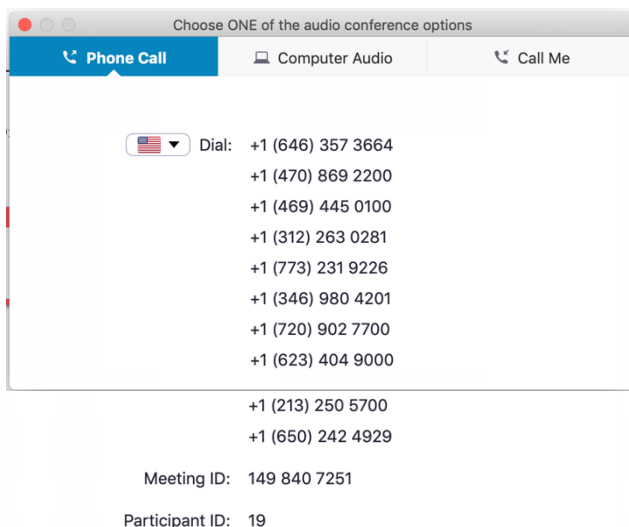 Choose ONE of the audio conference options
Phone Call
Computer Audio
Call Me
Dial: +1 (646) 357 3664
+1 (470) 869 2200
+1 (469) 445 0100
+1 (312) 263 0281
+1 (773) 231 9226
+1 (346) 980 4201
+1 (720) 902 7700
+1 (623) 404 9000
+1 (213) 250 5700
+1 (650) 242 4929
Meeting ID: 149 840 7251
Participant ID: 19